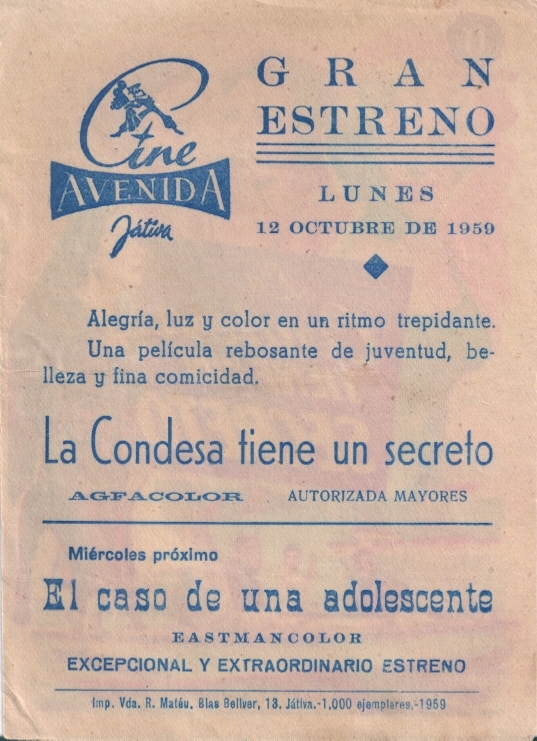 Cine
AVENIDA
Játiva
GRAN
ESTRENO
LUNES
12 OCTUBRE DE 1959
Alegría, luz y color en un ritmo trepidante.
Una película rebosante de juventud, be-
lleza y fina comicidad.
La Condesa tiene un secreto
AGFACOLOR AUTORIZADA MAYORES
Miércoles próximo
El caso de una adolescente
EASTMANCOLOR
EXCEPCIONAL Y EXTRAORDINARIO ESTRENO
Imp. Vda. R. Matéu. Blas Bellver, 13. Játiva.-1,000 ejemplares.-1959